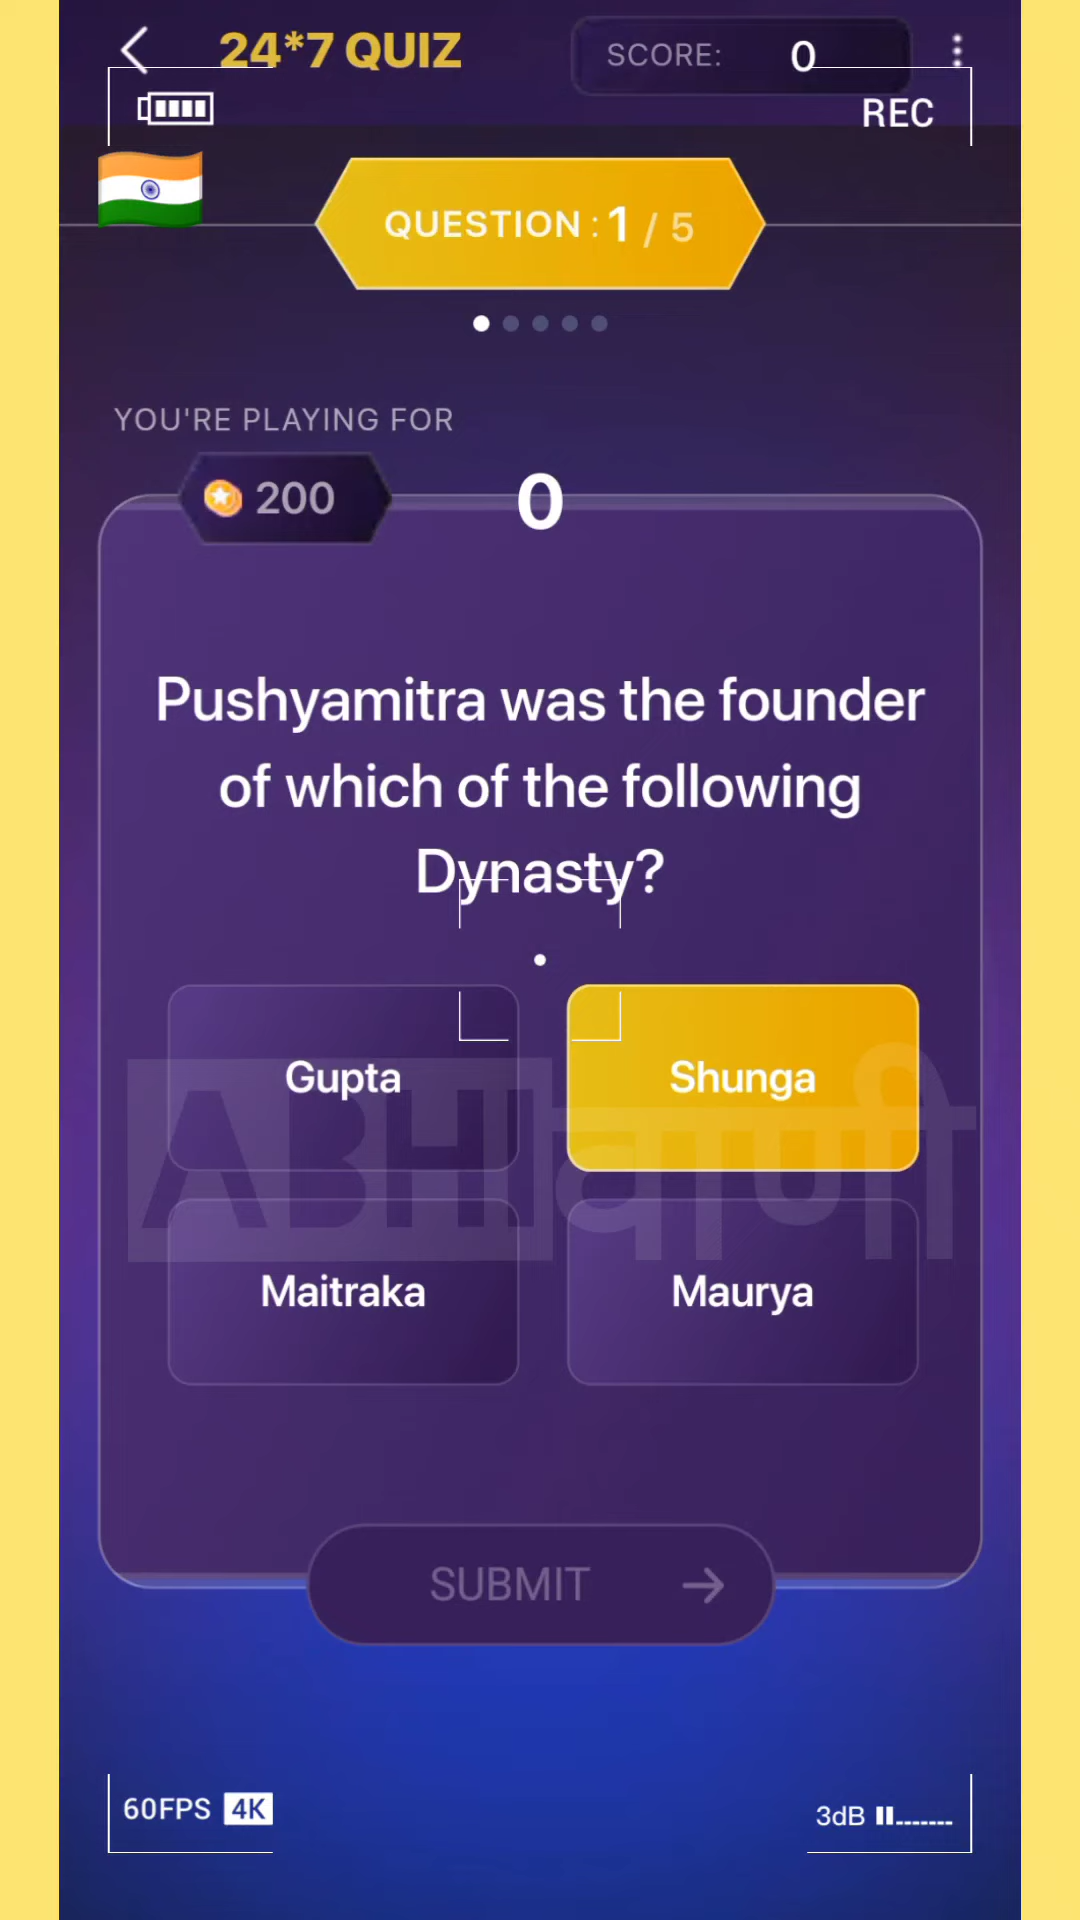 24*7 QUIZ
SCORE: 0
REC
QUESTION : 1 / 5
YOU'RE PLAYING FOR
200
0
Pushyamitra was the founder
of which of the following
Dynasty?
Gupta
Shunga
ABHIवाणी
Maitraka
Maurya
SUBMIT
60FPS 4K
3dB